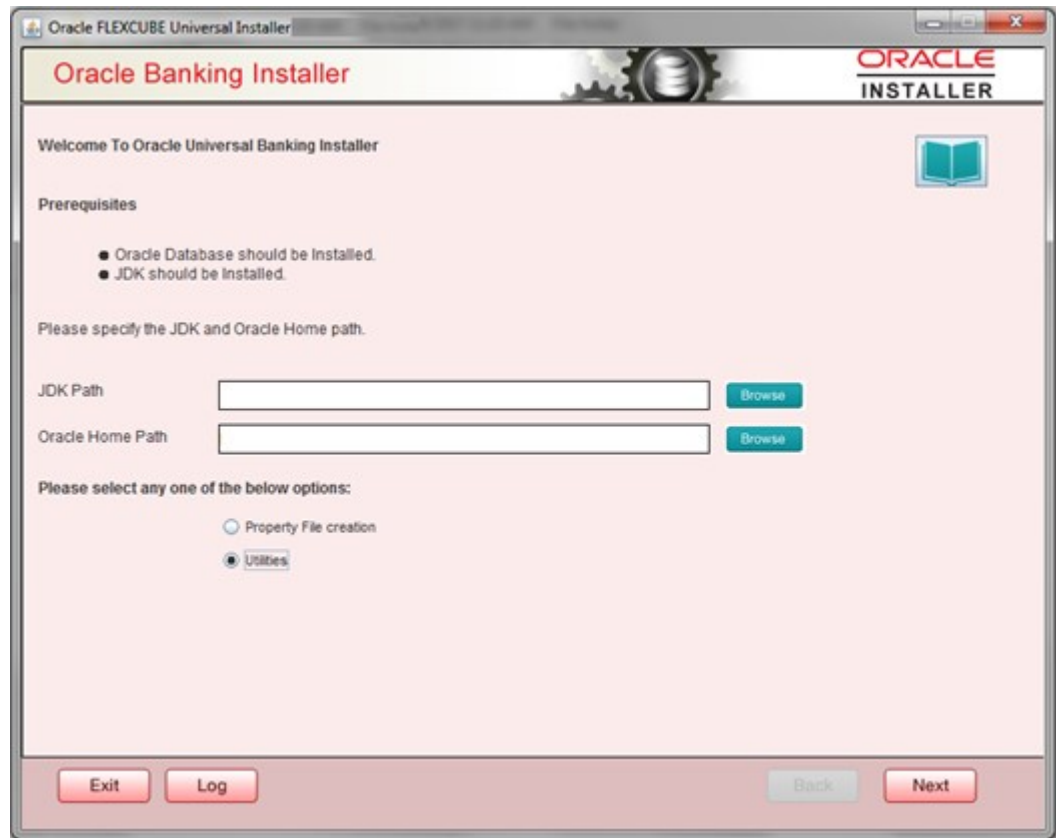 Oracle FLEXCUBE Universal Installer
Oracle Banking Installer
ORACLE
INSTALLER
Welcome To Oracle Universal Banking Installer
Prerequisites
Oracle Database should be Installed.
JDK should be Installed.
Please specify the JDK and Oracle Home path.
JDK Path
Browse
Oracle Home Path
Browse
Please select any one of the below options:
Property File creation
Utilities
Exit
Log
Back
Next